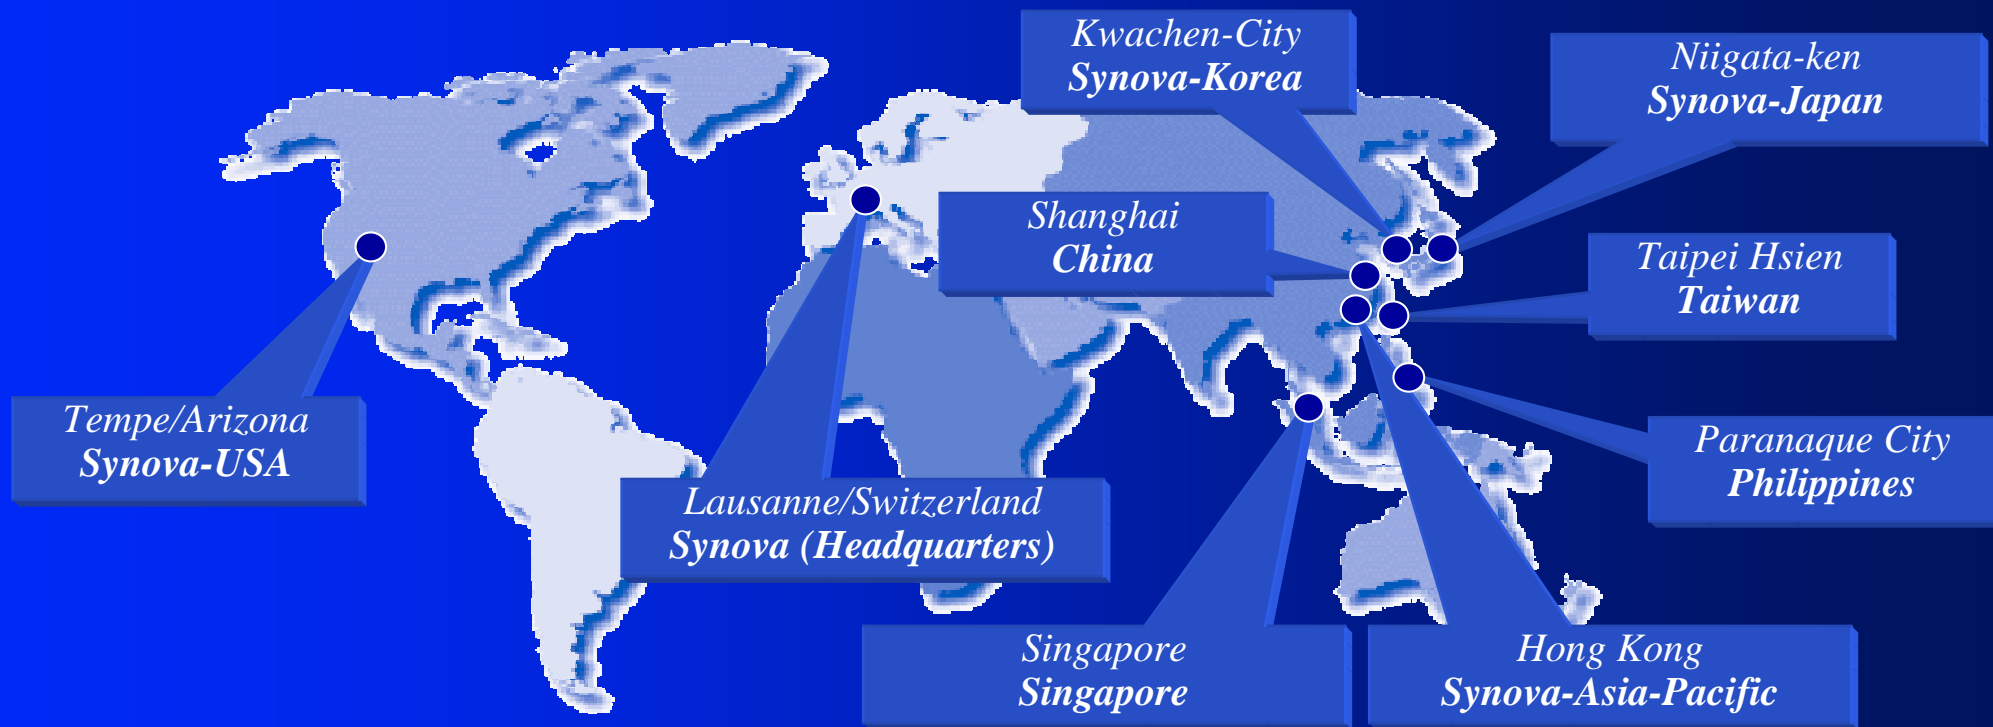 Kwachen-City
Synova-Korea
Niigata-ken
Synova-Japan
Shanghai
China
Taipei Hsien
Taiwan
Tempe/Arizona
Synova-USA
Paranaque City
Philippines
Lausanne/Switzerland
Synova (Headquarters)
Singapore
Singapore
Hong Kong
Synova-Asia-Pacific